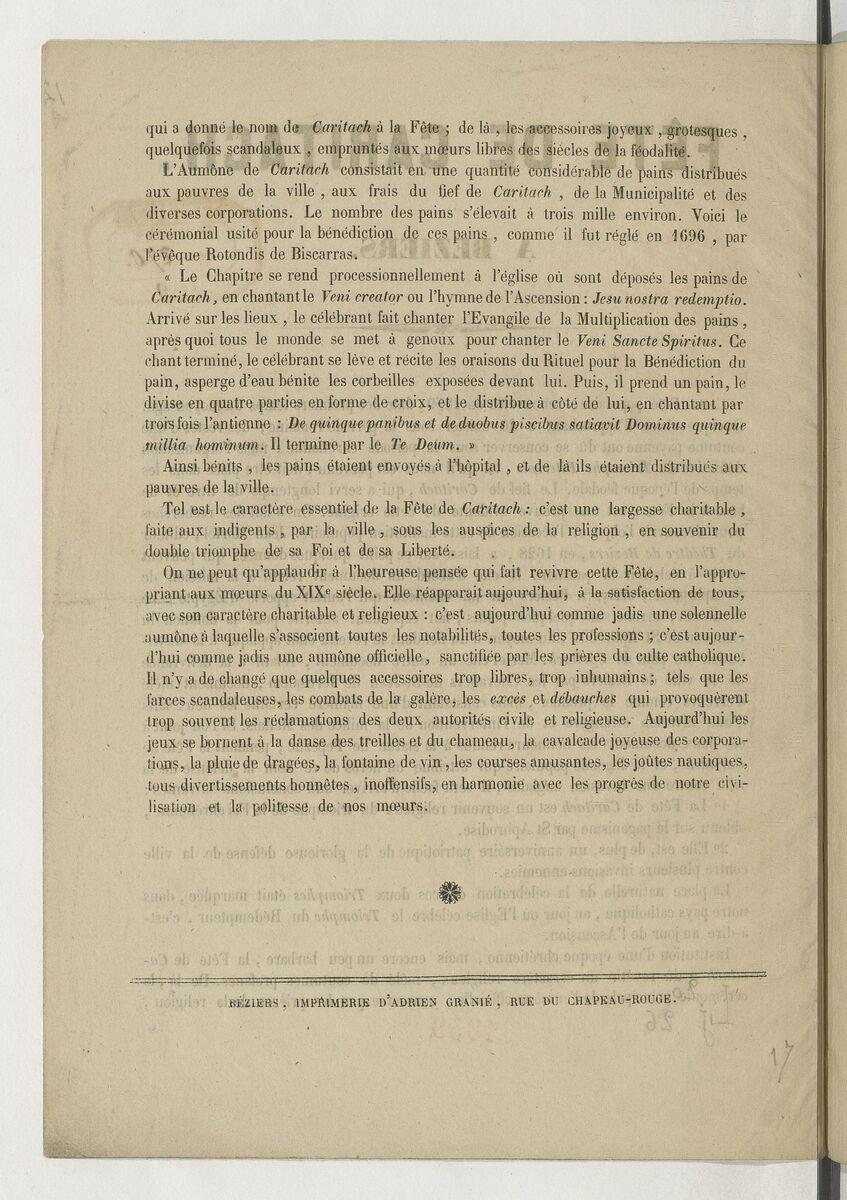 qui a donné le nom de Caritach à la Fête ; de là , les accessoires joyeux , grotesques ,
quelquefois scandaleux , empruntés aux mœurs libres des siècles de la féodalité.
L'Aumône de Caritach consistait en une quantité considérable de pains distribués
aux pauvres de la ville , aux frais du fief de Caritach , de la Municipalité et des
diverses corporations. Le nombre des pains s'élevait à trois mille environ. Voici le
cérémonial usité pour la bénédiction de ces pains , comme il fut réglé en 1696 , par
l'évêque Rotondis de Biscarras.
« Le Chapitre se rend processionnellement à l'église où sont déposés les pains de
Caritach, en chantant le Veni creator ou l'hymne de l'Ascension : Jesu nostra redemptio.
Arrivé sur les lieux , le célébrant fait chanter l'Evangile de la Multiplication des pains ,
après quoi tous le monde se met à genoux pour chanter le Veni Sancte Spiritus. Ce
chant terminé, le célébrant se lève et récite les oraisons du Rituel pour la Bénédiction du
pain, asperge d'eau bénite les corbeilles exposées devant lui. Puis, il prend un pain, le
divise en quatre parties en forme de croix, et le distribue à côté de lui, en chantant par
trois fois l'antienne : De quinque panibus et de duobus piscibus satiavit Dominus quinque
millia hominum. Il termine par le Te Deum. »
Ainsi bénits , les pains étaient envoyés à l'hôpital , et de là ils étaient distribués aux
pauvres de la ville.
Tel est le caractère essentiel de la Fête de Caritach : c'est une largesse charitable ,
faite aux indigents , par la ville , sous les auspices de la religion , en souvenir du
double triomphe de sa Foi et de sa Liberté.
On ne peut qu'applaudir à l'heureuse pensée qui fait revivre cette Fête, en l'appro-
priant aux mœurs du XIXe siècle. Elle réapparait aujourd'hui, à la satisfaction de tous,
avec son caractère charitable et religieux : c'est aujourd'hui comme jadis une solennelle
aumône à laquelle s'associent toutes les notabilités, toutes les professions ; c'est aujour-
d'hui comme jadis une aumône officielle, sanctifiée par les prières du culte catholique.
Il n'y a de changé que quelques accessoires trop libres, trop inhumains ; tels que les
farces scandaleuses, les combats de la galère, les excés et débauches qui provoquèrent
trop souvent les réclamations des deux autorités civile et religieuse. Aujourd'hui les
jeux se bornent à la danse des treilles et du chameau, la cavalcade joyeuse des corpora-
tions, la pluie de dragées, la fontaine de vin , les courses amusantes, les joûtes nautiques,
tous divertissements honnêtes , inoffensifs, en harmonie avec les progrès de notre civi-
lisation et la politesse de nos mœurs.
BÉZIERS , IMPRIMERIE D'ADRIEN GRANIÉ , RUE DU CHAPEAU-ROUGE.
17